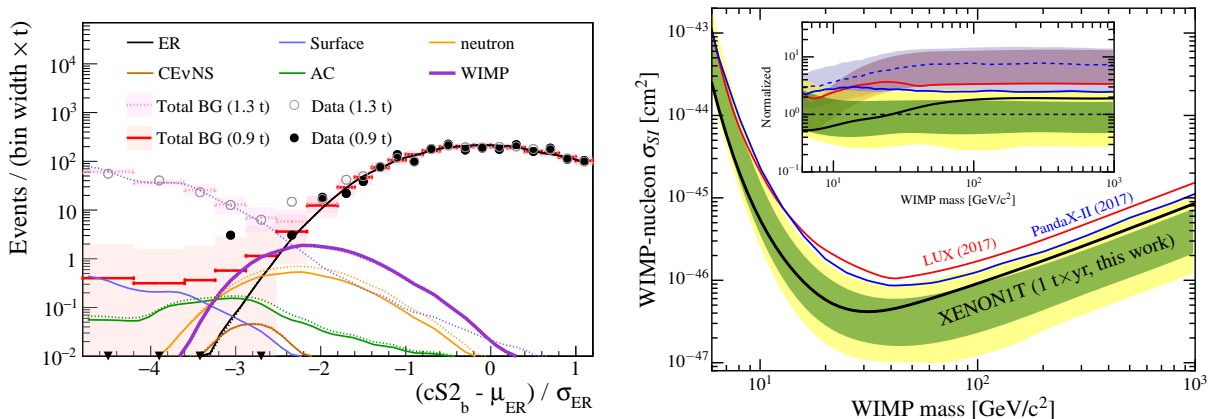 Events / (bin width × t)
10⁴
10³
10²
10
1
10⁻¹
10⁻²
ER
Surface
neutron
CEνNS
AC
WIMP
Total BG (1.3 t)
Data (1.3 t)
Total BG (0.9 t)
Data (0.9 t)
−4
−3
−2
−1
0
1
(cS2_b - μ_ER) / σ_ER
WIMP-nucleon σ_SI [cm²]
10⁻⁴³
10⁻⁴⁴
10⁻⁴⁵
10⁻⁴⁶
10⁻⁴⁷
Normalized
10¹
10⁰
10⁻¹
10¹
10²
10³
WIMP mass [GeV/c²]
LUX (2017)
PandaX-II (2017)
XENON1T (1 t×yr, this work)
10¹
10²
10³
WIMP mass [GeV/c²]